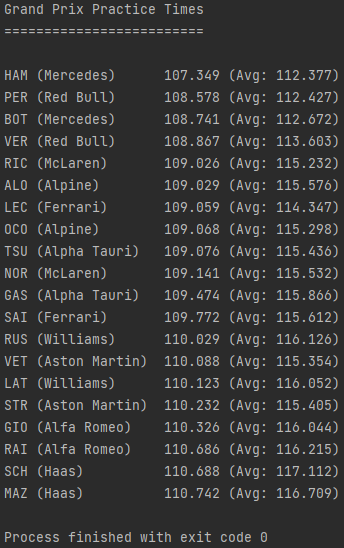 Grand Prix Practice Times
=========================
HAM (Mercedes)      107.349 (Avg: 112.377)
PER (Red Bull)      108.578 (Avg: 112.427)
BOT (Mercedes)      108.741 (Avg: 112.672)
VER (Red Bull)      108.867 (Avg: 113.603)
RIC (McLaren)       109.026 (Avg: 115.232)
ALO (Alpine)        109.029 (Avg: 115.576)
LEC (Ferrari)       109.059 (Avg: 114.347)
OCO (Alpine)        109.068 (Avg: 115.298)
TSU (Alpha Tauri)   109.076 (Avg: 115.436)
NOR (McLaren)       109.141 (Avg: 115.532)
GAS (Alpha Tauri)   109.474 (Avg: 115.866)
SAI (Ferrari)       109.772 (Avg: 115.612)
RUS (Williams)      110.029 (Avg: 116.126)
VET (Aston Martin)  110.088 (Avg: 115.354)
LAT (Williams)      110.123 (Avg: 116.052)
STR (Aston Martin)  110.232 (Avg: 115.405)
GIO (Alfa Romeo)    110.326 (Avg: 116.044)
RAI (Alfa Romeo)    110.686 (Avg: 116.215)
SCH (Haas)          110.688 (Avg: 117.112)
MAZ (Haas)          110.742 (Avg: 116.709)
Process finished with exit code 0